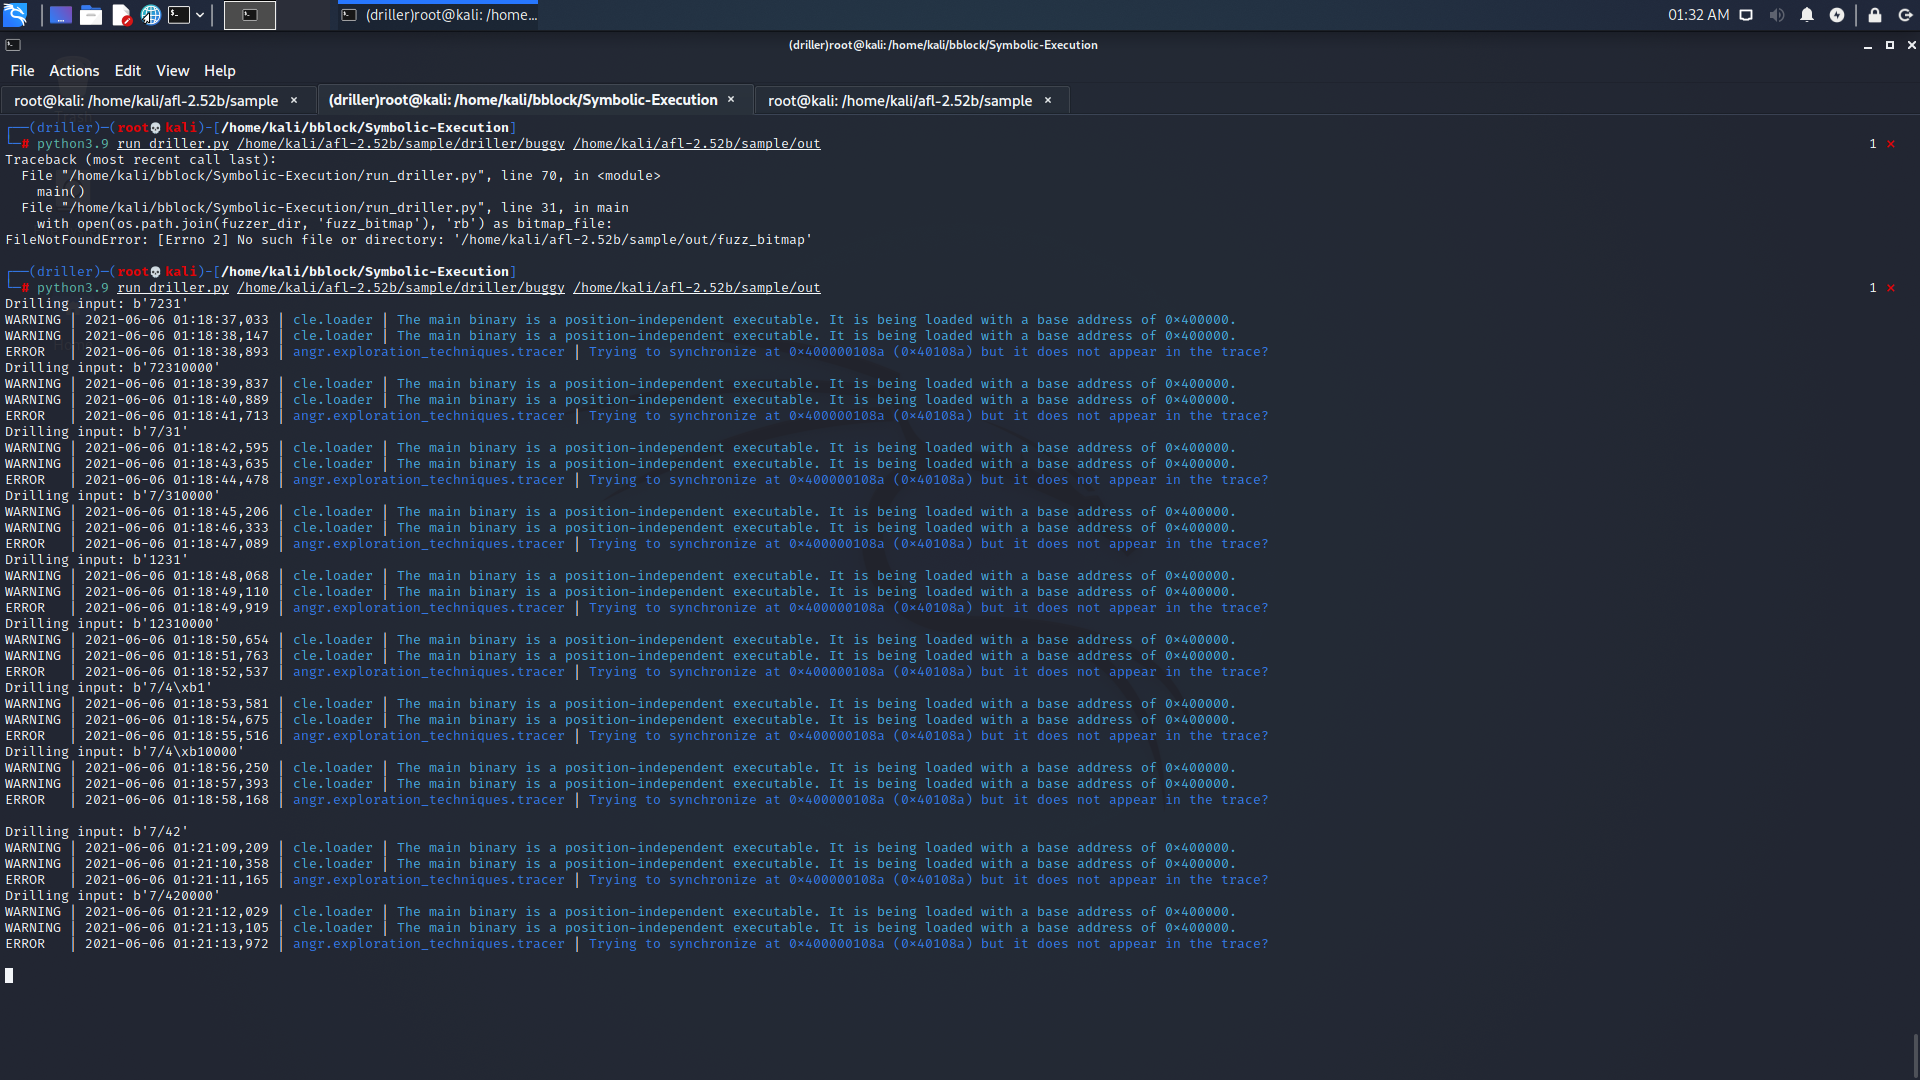 (driller)root@kali: /home...
01:32 AM
(driller)root@kali: /home/kali/bblock/Symbolic-Execution
File Actions Edit View Help
root@kali: /home/kali/afl-2.52b/sample × (driller)root@kali: /home/kali/bblock/Symbolic-Execution × root@kali: /home/kali/afl-2.52b/sample ×
┌──(driller)─(root💀kali)-[/home/kali/bblock/Symbolic-Execution]
└─# python3.9 run_driller.py /home/kali/afl-2.52b/sample/driller/buggy /home/kali/afl-2.52b/sample/out 1 ×
Traceback (most recent call last):
File "/home/kali/bblock/Symbolic-Execution/run_driller.py", line 70, in <module>
main()
File "/home/kali/bblock/Symbolic-Execution/run_driller.py", line 31, in main
with open(os.path.join(fuzzer_dir, 'fuzz_bitmap'), 'rb') as bitmap_file:
FileNotFoundError: [Errno 2] No such file or directory: '/home/kali/afl-2.52b/sample/out/fuzz_bitmap'
┌──(driller)─(root💀kali)-[/home/kali/bblock/Symbolic-Execution]
└─# python3.9 run_driller.py /home/kali/afl-2.52b/sample/driller/buggy /home/kali/afl-2.52b/sample/out 1 ×
Drilling input: b'7231'
WARNING | 2021-06-06 01:18:37,033 | cle.loader | The main binary is a position-independent executable. It is being loaded with a base address of 0×400000.
WARNING | 2021-06-06 01:18:38,147 | cle.loader | The main binary is a position-independent executable. It is being loaded with a base address of 0×400000.
ERROR | 2021-06-06 01:18:38,893 | angr.exploration_techniques.tracer | Trying to synchronize at 0×400000108a (0×40108a) but it does not appear in the trace?
Drilling input: b'72310000'
WARNING | 2021-06-06 01:18:39,837 | cle.loader | The main binary is a position-independent executable. It is being loaded with a base address of 0×400000.
WARNING | 2021-06-06 01:18:40,889 | cle.loader | The main binary is a position-independent executable. It is being loaded with a base address of 0×400000.
ERROR | 2021-06-06 01:18:41,713 | angr.exploration_techniques.tracer | Trying to synchronize at 0×400000108a (0×40108a) but it does not appear in the trace?
Drilling input: b'7/31'
WARNING | 2021-06-06 01:18:42,595 | cle.loader | The main binary is a position-independent executable. It is being loaded with a base address of 0×400000.
WARNING | 2021-06-06 01:18:43,635 | cle.loader | The main binary is a position-independent executable. It is being loaded with a base address of 0×400000.
ERROR | 2021-06-06 01:18:44,478 | angr.exploration_techniques.tracer | Trying to synchronize at 0×400000108a (0×40108a) but it does not appear in the trace?
Drilling input: b'7/310000'
WARNING | 2021-06-06 01:18:45,206 | cle.loader | The main binary is a position-independent executable. It is being loaded with a base address of 0×400000.
WARNING | 2021-06-06 01:18:46,333 | cle.loader | The main binary is a position-independent executable. It is being loaded with a base address of 0×400000.
ERROR | 2021-06-06 01:18:47,089 | angr.exploration_techniques.tracer | Trying to synchronize at 0×400000108a (0×40108a) but it does not appear in the trace?
Drilling input: b'1231'
WARNING | 2021-06-06 01:18:48,068 | cle.loader | The main binary is a position-independent executable. It is being loaded with a base address of 0×400000.
WARNING | 2021-06-06 01:18:49,110 | cle.loader | The main binary is a position-independent executable. It is being loaded with a base address of 0×400000.
ERROR | 2021-06-06 01:18:49,919 | angr.exploration_techniques.tracer | Trying to synchronize at 0×400000108a (0×40108a) but it does not appear in the trace?
Drilling input: b'12310000'
WARNING | 2021-06-06 01:18:50,654 | cle.loader | The main binary is a position-independent executable. It is being loaded with a base address of 0×400000.
WARNING | 2021-06-06 01:18:51,763 | cle.loader | The main binary is a position-independent executable. It is being loaded with a base address of 0×400000.
ERROR | 2021-06-06 01:18:52,537 | angr.exploration_techniques.tracer | Trying to synchronize at 0×400000108a (0×40108a) but it does not appear in the trace?
Drilling input: b'7/4\xb1'
WARNING | 2021-06-06 01:18:53,581 | cle.loader | The main binary is a position-independent executable. It is being loaded with a base address of 0×400000.
WARNING | 2021-06-06 01:18:54,675 | cle.loader | The main binary is a position-independent executable. It is being loaded with a base address of 0×400000.
ERROR | 2021-06-06 01:18:55,516 | angr.exploration_techniques.tracer | Trying to synchronize at 0×400000108a (0×40108a) but it does not appear in the trace?
Drilling input: b'7/4\xb10000'
WARNING | 2021-06-06 01:18:56,250 | cle.loader | The main binary is a position-independent executable. It is being loaded with a base address of 0×400000.
WARNING | 2021-06-06 01:18:57,393 | cle.loader | The main binary is a position-independent executable. It is being loaded with a base address of 0×400000.
ERROR | 2021-06-06 01:18:58,168 | angr.exploration_techniques.tracer | Trying to synchronize at 0×400000108a (0×40108a) but it does not appear in the trace?
Drilling input: b'7/42'
WARNING | 2021-06-06 01:21:09,209 | cle.loader | The main binary is a position-independent executable. It is being loaded with a base address of 0×400000.
WARNING | 2021-06-06 01:21:10,358 | cle.loader | The main binary is a position-independent executable. It is being loaded with a base address of 0×400000.
ERROR | 2021-06-06 01:21:11,165 | angr.exploration_techniques.tracer | Trying to synchronize at 0×400000108a (0×40108a) but it does not appear in the trace?
Drilling input: b'7/420000'
WARNING | 2021-06-06 01:21:12,029 | cle.loader | The main binary is a position-independent executable. It is being loaded with a base address of 0×400000.
WARNING | 2021-06-06 01:21:13,105 | cle.loader | The main binary is a position-independent executable. It is being loaded with a base address of 0×400000.
ERROR | 2021-06-06 01:21:13,972 | angr.exploration_techniques.tracer | Trying to synchronize at 0×400000108a (0×40108a) but it does not appear in the trace?